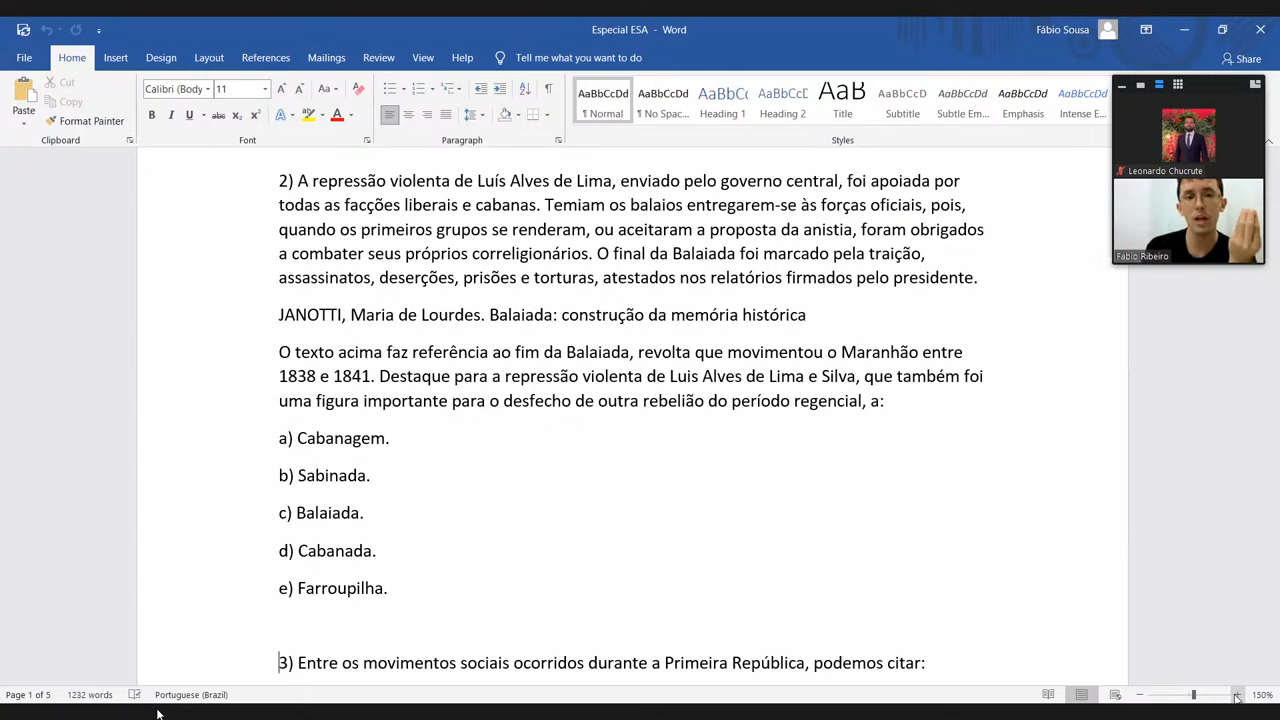 Especial ESA - Word
Fábio Sousa
File Home Insert Design Layout References Mailings Review View Help Tell me what you want to do
Share
Paste
Cut
Copy
Format Painter
Clipboard
Calibri (Body
11
Aa
B I U abc x₂ x² A A
Font
Paragraph
AaBbCcDd AaBbCcDd AaBbC AaBbCcD AaB AaBbCcD AaBbCcDd AaBbCcDd AaBbCcDd
¶ Normal ¶ No Spac... Heading 1 Heading 2 Title Subtitle Subtle Em... Emphasis Intense E...
Styles
Leonardo Chucrute
Fábio Ribeiro
2) A repressão violenta de Luís Alves de Lima, enviado pelo governo central, foi apoiada por
todas as facções liberais e cabanas. Temiam os balaios entregarem-se às forças oficiais, pois,
quando os primeiros grupos se renderam, ou aceitaram a proposta da anistia, foram obrigados
a combater seus próprios correligionários. O final da Balaiada foi marcado pela traição,
assassinatos, deserções, prisões e torturas, atestados nos relatórios firmados pelo presidente.
JANOTTI, Maria de Lourdes. Balaiada: construção da memória histórica
O texto acima faz referência ao fim da Balaiada, revolta que movimentou o Maranhão entre
1838 e 1841. Destaque para a repressão violenta de Luis Alves de Lima e Silva, que também foi
uma figura importante para o desfecho de outra rebelião do período regencial, a:
a) Cabanagem.
b) Sabinada.
c) Balaiada.
d) Cabanada.
e) Farroupilha.
3) Entre os movimentos sociais ocorridos durante a Primeira República, podemos citar:
Page 1 of 5 1232 words Portuguese (Brazil)
150%